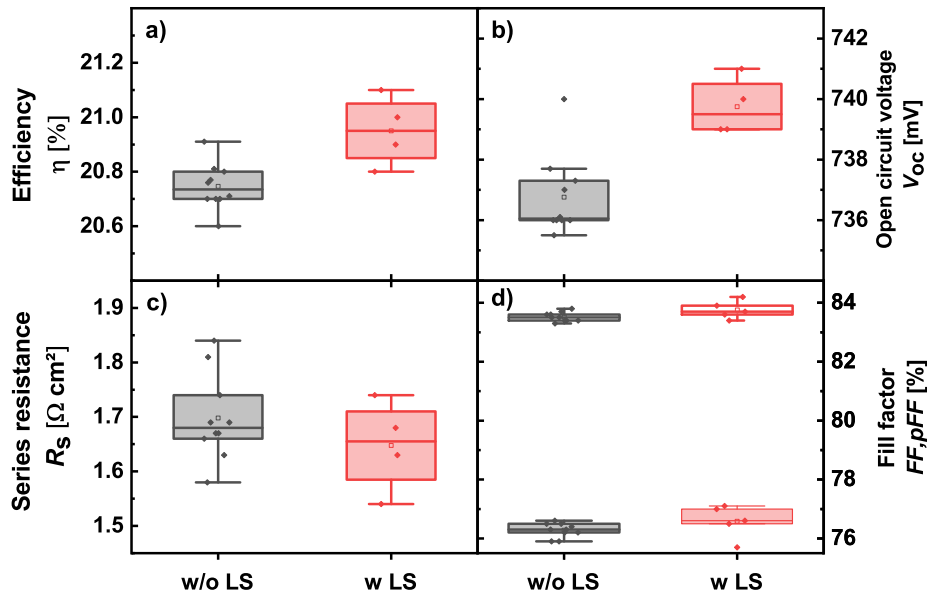 a)
b)
21.2
21.0
20.8
20.6
Efficiency
η [%]
742
740
738
736
Open circuit voltage
Voc [mV]
c)
d)
1.9
1.8
1.7
1.6
1.5
Series resistance
RS [Ω cm²]
84
82
80
78
76
Fill factor
FF,pFF [%]
w/o LS
w LS
w/o LS
w LS